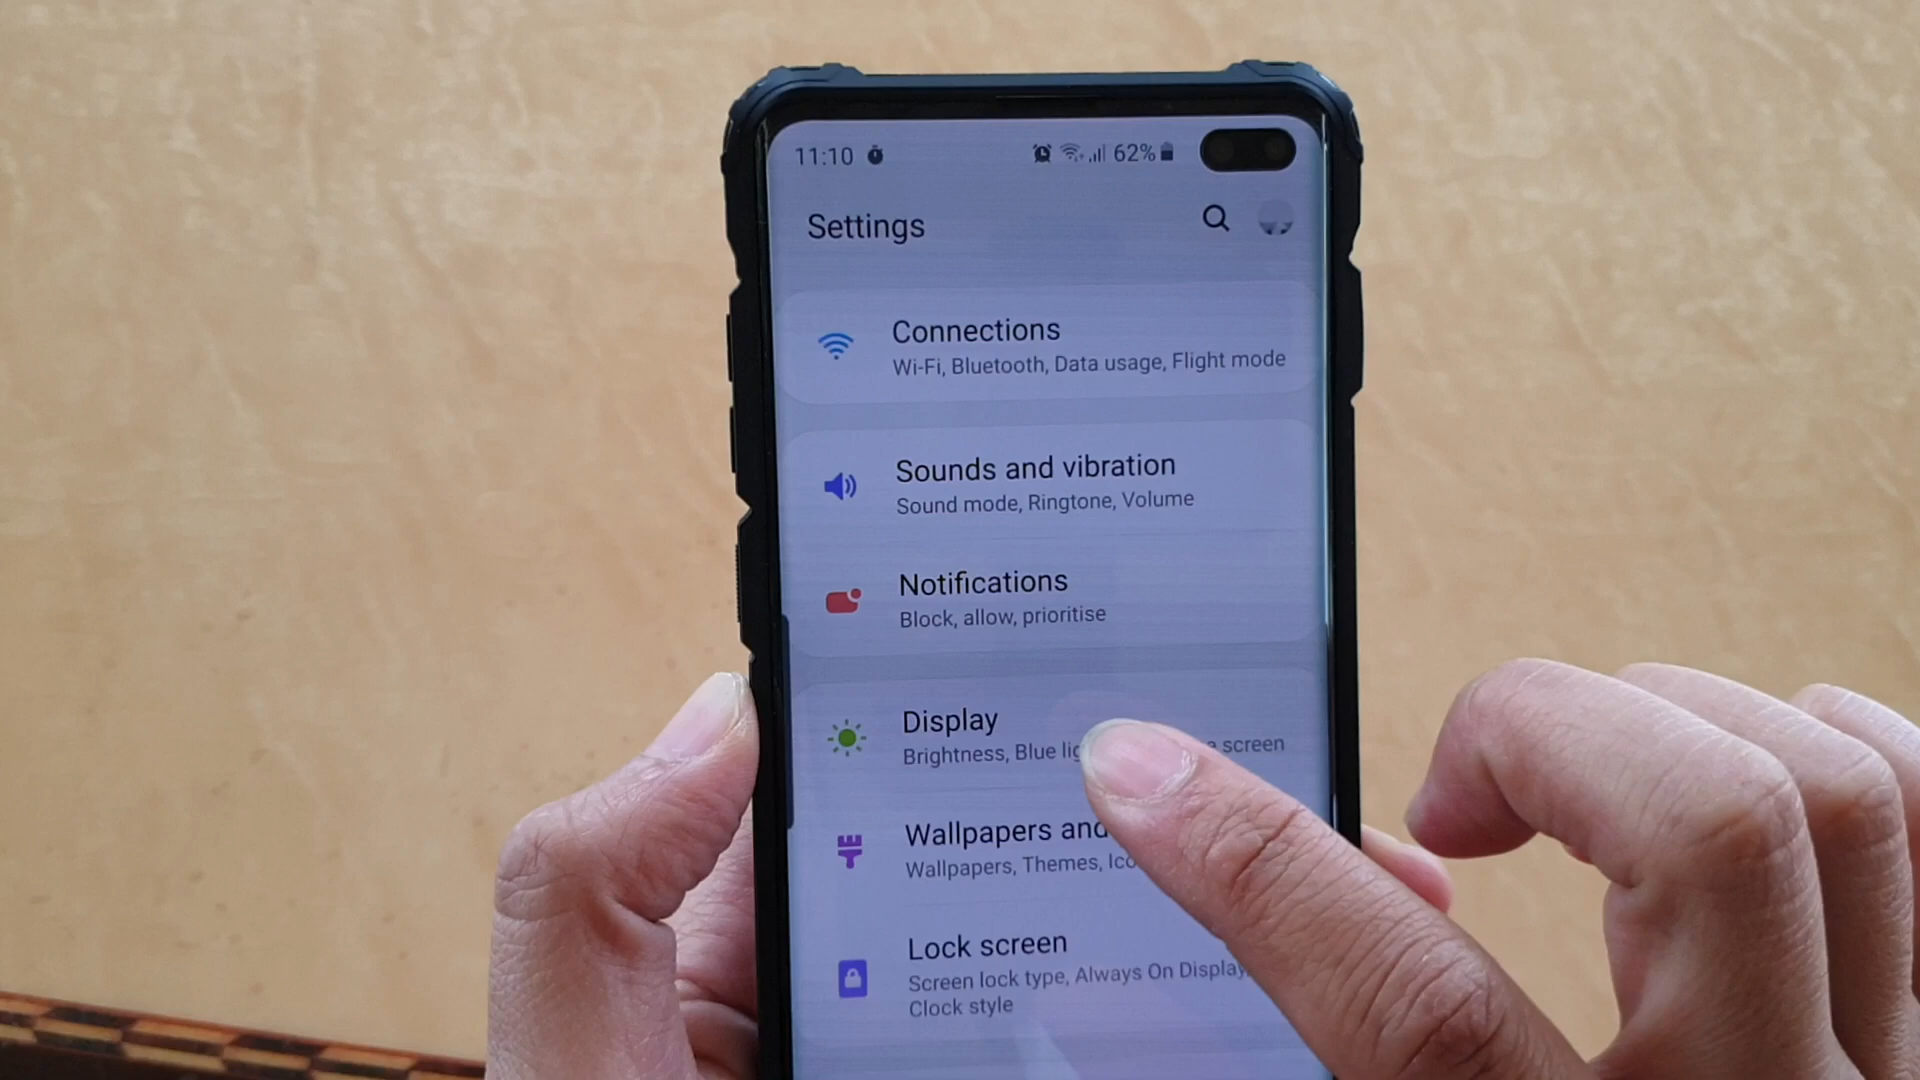 11:10 62%
Settings
Connections
Wi-Fi, Bluetooth, Data usage, Flight mode
Sounds and vibration
Sound mode, Ringtone, Volume
Notifications
Block, allow, prioritise
Display
Brightness, Blue screen
Wallpapers and
Wallpapers, Themes,
Lock screen
Screen lock type, Always On Display,
Clock style